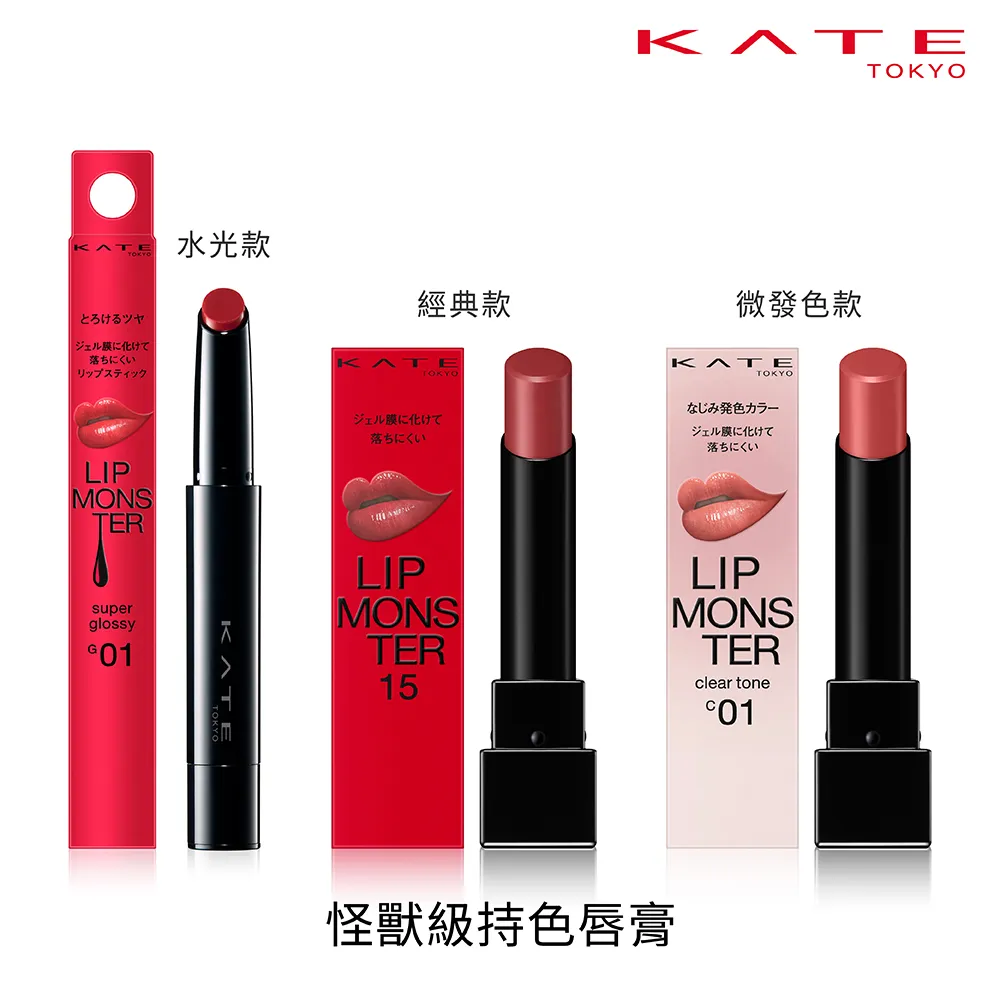 KATE
TOKYO
水光款
KATE
TOKYO
とろけるツヤ
ジェル膜に化けて
落ちにくい
リップスティック
LIP
MONS
TER
super
glossy
G01
KATE
TOKYO
經典款
KATE
TOKYO
ジェル膜に化けて
落ちにくい
LIP
MONS
TER
15
微發色款
KATE
TOKYO
なじみ発色カラー
ジェル膜に化けて
落ちにくい
LIP
MONS
TER
clear tone
C01
怪獸級持色唇膏